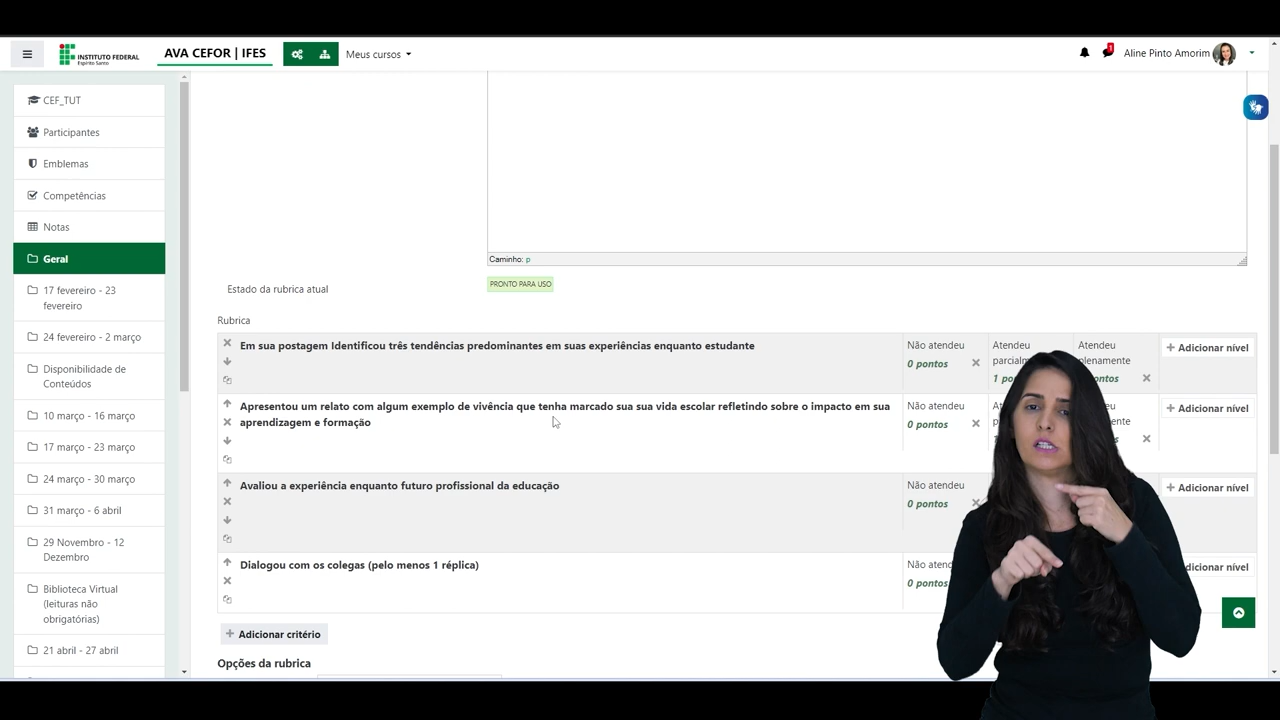 INSTITUTO FEDERAL
Espírito Santo
AVA CEFOR | IFES
Meus cursos
1
Aline Pinto Amorim
CEF_TUT
Participantes
Emblemas
Competências
Notas
Geral
17 fevereiro - 23
fevereiro
24 fevereiro - 2 março
Disponibilidade de
Conteúdos
10 março - 16 março
17 março - 23 março
24 março - 30 março
31 março - 6 abril
29 Novembro - 12
Dezembro
Biblioteca Virtual
(leituras não
obrigatórias)
21 abril - 27 abril
Caminho: p
Estado da rubrica atual
PRONTO PARA USO
Rubrica
Em sua postagem Identificou três tendências predominantes em suas experiências enquanto estudante
Não atendeu
0 pontos
Atendeu
1
Atendeu
Adicionar nível
Apresentou um relato com algum exemplo de vivência que tenha marcado sua sua vida escolar refletindo sobre o impacto em sua
aprendizagem e formação
Não atendeu
0 pontos
Adicionar nível
Avaliou a experiência enquanto futuro profissional da educação
Não atendeu
0 pontos
Adicionar nível
Dialogou com os colegas (pelo menos 1 réplica)
0 pontos
nível
Adicionar critério
Opções da rubrica